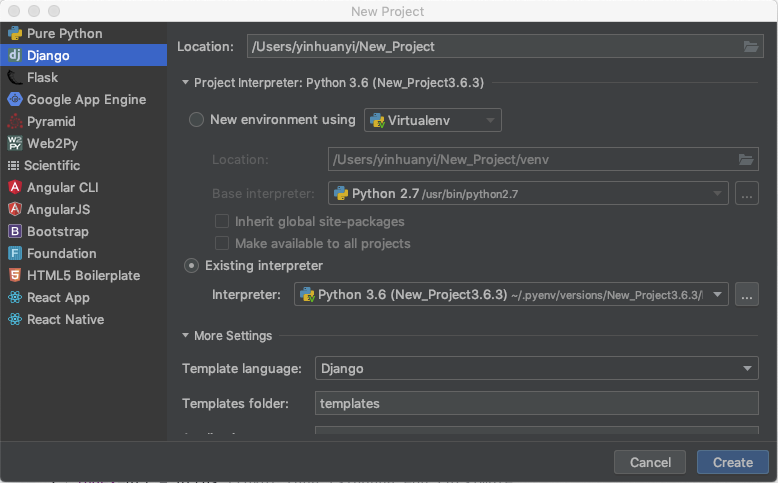 New Project
Pure Python
Django
Flask
Google App Engine
Pyramid
Web2Py
Scientific
Angular CLI
AngularJS
Bootstrap
Foundation
HTML5 Boilerplate
React App
React Native
Location: /Users/yinhuanyi/New_Project
Project Interpreter: Python 3.6 (New_Project3.6.3)
New environment using Virtualenv
Location: /Users/yinhuanyi/New_Project/venv
Base interpreter: Python 2.7 /usr/bin/python2.7 ...
Inherit global site-packages
Make available to all projects
Existing interpreter
Interpreter: Python 3.6 (New_Project3.6.3) ~/.pyenv/versions/New_Project3.6.3/ ...
More Settings
Template language: Django
Templates folder: templates
Cancel Create